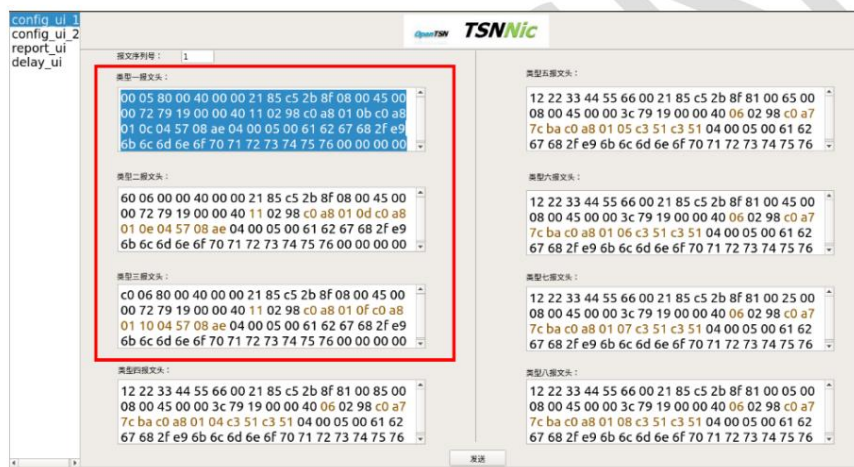 config_ui_1
config_ui_2
report_ui
delay_ui
OpenTSN TSNNic
报文序列号： 1
类型一报文头：
00 05 80 00 40 00 00 21 85 c5 2b 8f 08 00 45 00
00 72 79 19 00 00 40 11 02 98 c0 a8 01 0b c0 a8
01 0c 04 57 08 ae 04 00 05 00 61 62 67 68 2f e9
6b 6c 6d 6e 6f 70 71 72 73 74 75 76 00 00 00 00
类型二报文头：
60 06 00 00 40 00 00 21 85 c5 2b 8f 08 00 45 00
00 72 79 19 00 00 40 11 02 98 c0 a8 01 0d c0 a8
01 0e 04 57 08 ae 04 00 05 00 61 62 67 68 2f e9
6b 6c 6d 6e 6f 70 71 72 73 74 75 76 00 00 00 00
类型三报文头：
c0 06 80 00 40 00 00 21 85 c5 2b 8f 08 00 45 00
00 72 79 19 00 00 40 11 02 98 c0 a8 01 0f c0 a8
01 10 04 57 08 ae 04 00 05 00 61 62 67 68 2f e9
6b 6c 6d 6e 6f 70 71 72 73 74 75 76 00 00 00 00
类型四报文头：
12 22 33 44 55 66 00 21 85 c5 2b 8f 81 00 85 00
08 00 45 00 00 3c 79 19 00 00 40 06 02 98 c0 a7
7c ba c0 a8 01 04 c3 51 c3 51 04 00 05 00 61 62
67 68 2f e9 6b 6c 6d 6e 6f 70 71 72 73 74 75 76
类型五报文头：
12 22 33 44 55 66 00 21 85 c5 2b 8f 81 00 65 00
08 00 45 00 00 3c 79 19 00 00 40 06 02 98 c0 a7
7c ba c0 a8 01 05 c3 51 c3 51 04 00 05 00 61 62
67 68 2f e9 6b 6c 6d 6e 6f 70 71 72 73 74 75 76
类型六报文头：
12 22 33 44 55 66 00 21 85 c5 2b 8f 81 00 45 00
08 00 45 00 00 3c 79 19 00 00 40 06 02 98 c0 a7
7c ba c0 a8 01 06 c3 51 c3 51 04 00 05 00 61 62
67 68 2f e9 6b 6c 6d 6e 6f 70 71 72 73 74 75 76
类型七报文头：
12 22 33 44 55 66 00 21 85 c5 2b 8f 81 00 25 00
08 00 45 00 00 3c 79 19 00 00 40 06 02 98 c0 a7
7c ba c0 a8 01 07 c3 51 c3 51 04 00 05 00 61 62
67 68 2f e9 6b 6c 6d 6e 6f 70 71 72 73 74 75 76
类型八报文头：
12 22 33 44 55 66 00 21 85 c5 2b 8f 81 00 05 00
08 00 45 00 00 3c 79 19 00 00 40 06 02 98 c0 a7
7c ba c0 a8 01 08 c3 51 c3 51 04 00 05 00 61 62
67 68 2f e9 6b 6c 6d 6e 6f 70 71 72 73 74 75 76
发送